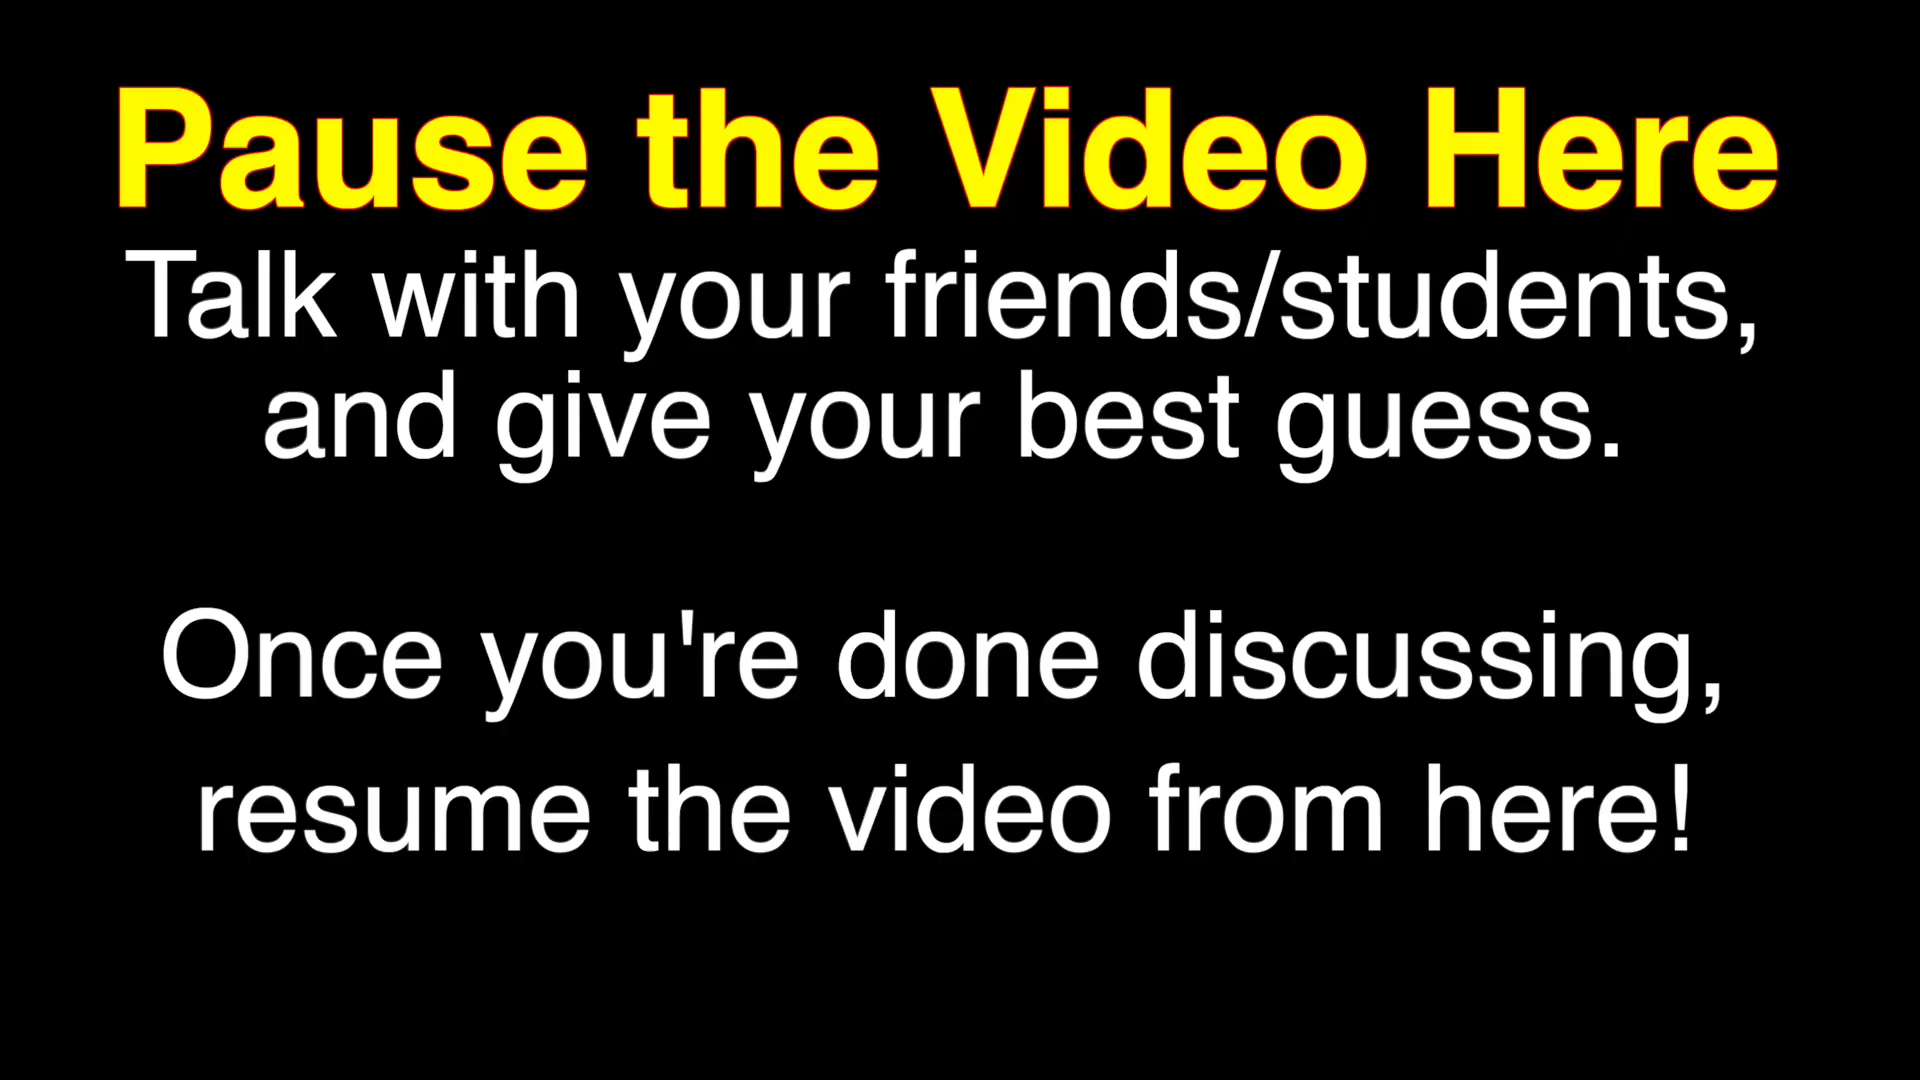 Pause the Video Here
Talk with your friends/students,
and give your best guess.
Once you're done discussing,
resume the video from here!